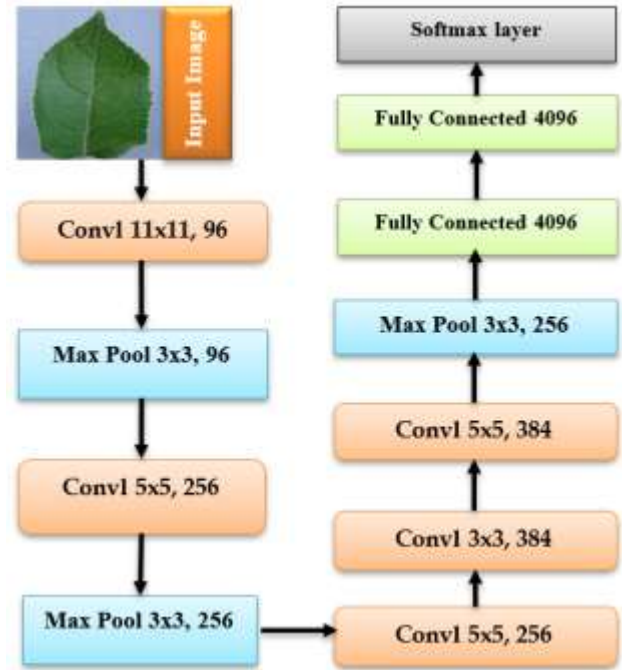 Input Image
Convl 11x11, 96
Max Pool 3x3, 96
Convl 5x5, 256
Max Pool 3x3, 256
Convl 5x5, 256
Convl 3x3, 384
Convl 5x5, 384
Max Pool 3x3, 256
Fully Connected 4096
Fully Connected 4096
Softmax layer